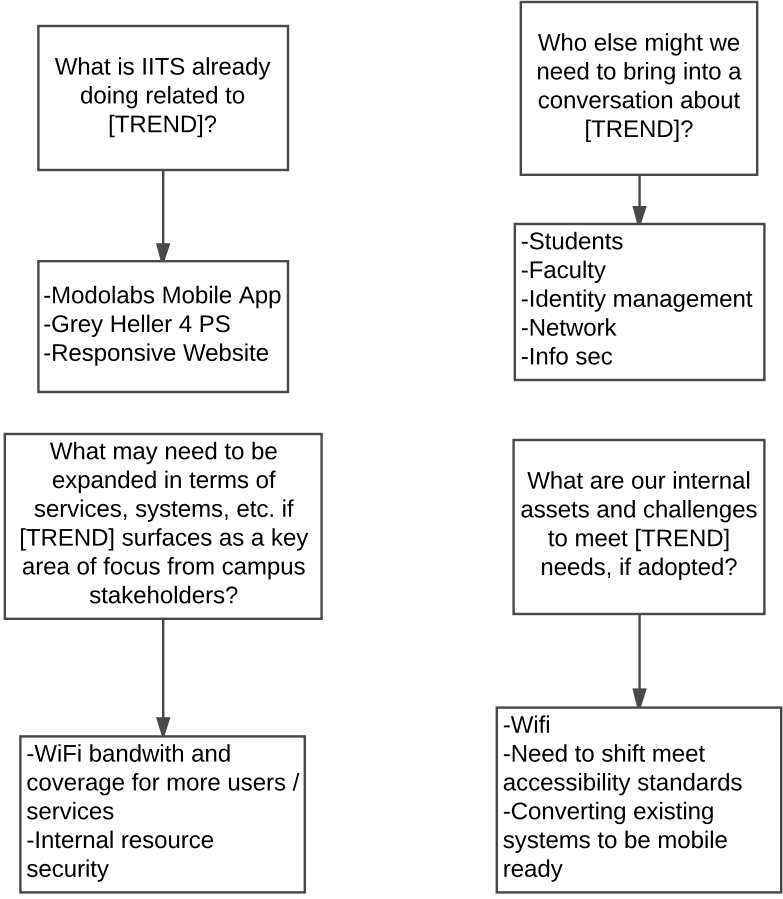 What is IITS already
doing related to
[TREND]?
-Modolabs Mobile App
-Grey Heller 4 PS
-Responsive Website
Who else might we
need to bring into a
conversation about
[TREND]?
-Students
-Faculty
-Identity management
-Network
-Info sec
What may need to be
expanded in terms of
services, systems, etc. if
[TREND] surfaces as a key
area of focus from campus
stakeholders?
-WiFi bandwith and
coverage for more users /
services
-Internal resource
security
What are our internal
assets and challenges
to meet [TREND]
needs, if adopted?
-Wifi
-Need to shift meet
accessibility standards
-Converting existing
systems to be mobile
ready